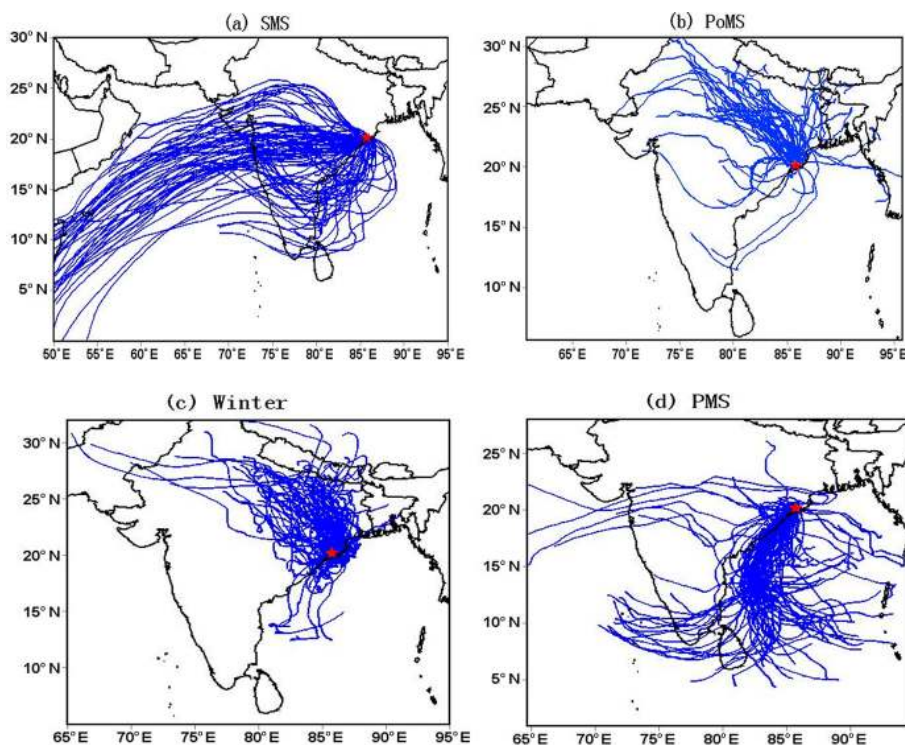 (a) SMS
30° N
25° N
20° N
15° N
10° N
5° N
50° E 55° E 60° E 65° E 70° E 75° E 80° E 85° E 90° E 95° E
(b) PoMS
30° N
25° N
20° N
15° N
10° N
65° E 70° E 75° E 80° E 85° E 90° E 95° E
(c) Winter
30° N
25° N
20° N
15° N
10° N
65° E 70° E 75° E 80° E 85° E 90° E 95° E
(d) PMS
25° N
20° N
15° N
10° N
5° N
65° E 70° E 75° E 80° E 85° E 90° E